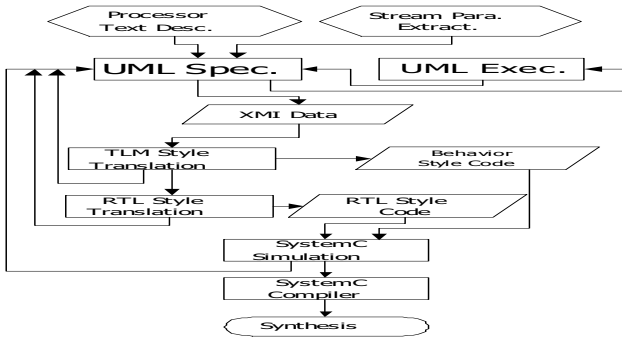 Processor
Text Desc.
Stream Para.
Extract.
UML Spec.
UML Exec.
XMI Data
TLM Style
Translation
Behavior
Style Code
RTL Style
Translation
RTL Style
Code
SystemC
Simulation
SystemC
Compiler
Synthesis